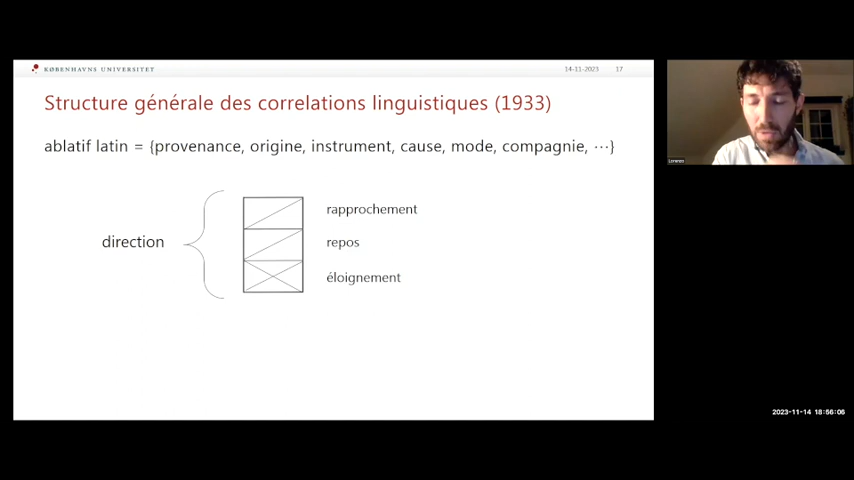 KØBENHAVNS UNIVERSITET
14-11-2023 17
Structure générale des correlations linguistiques (1933)
ablatif latin = {provenance, origine, instrument, cause, mode, compagnie, ⋯}
direction
rapprochement
repos
éloignement
Lorenzo
2023-11-14 18:56:06